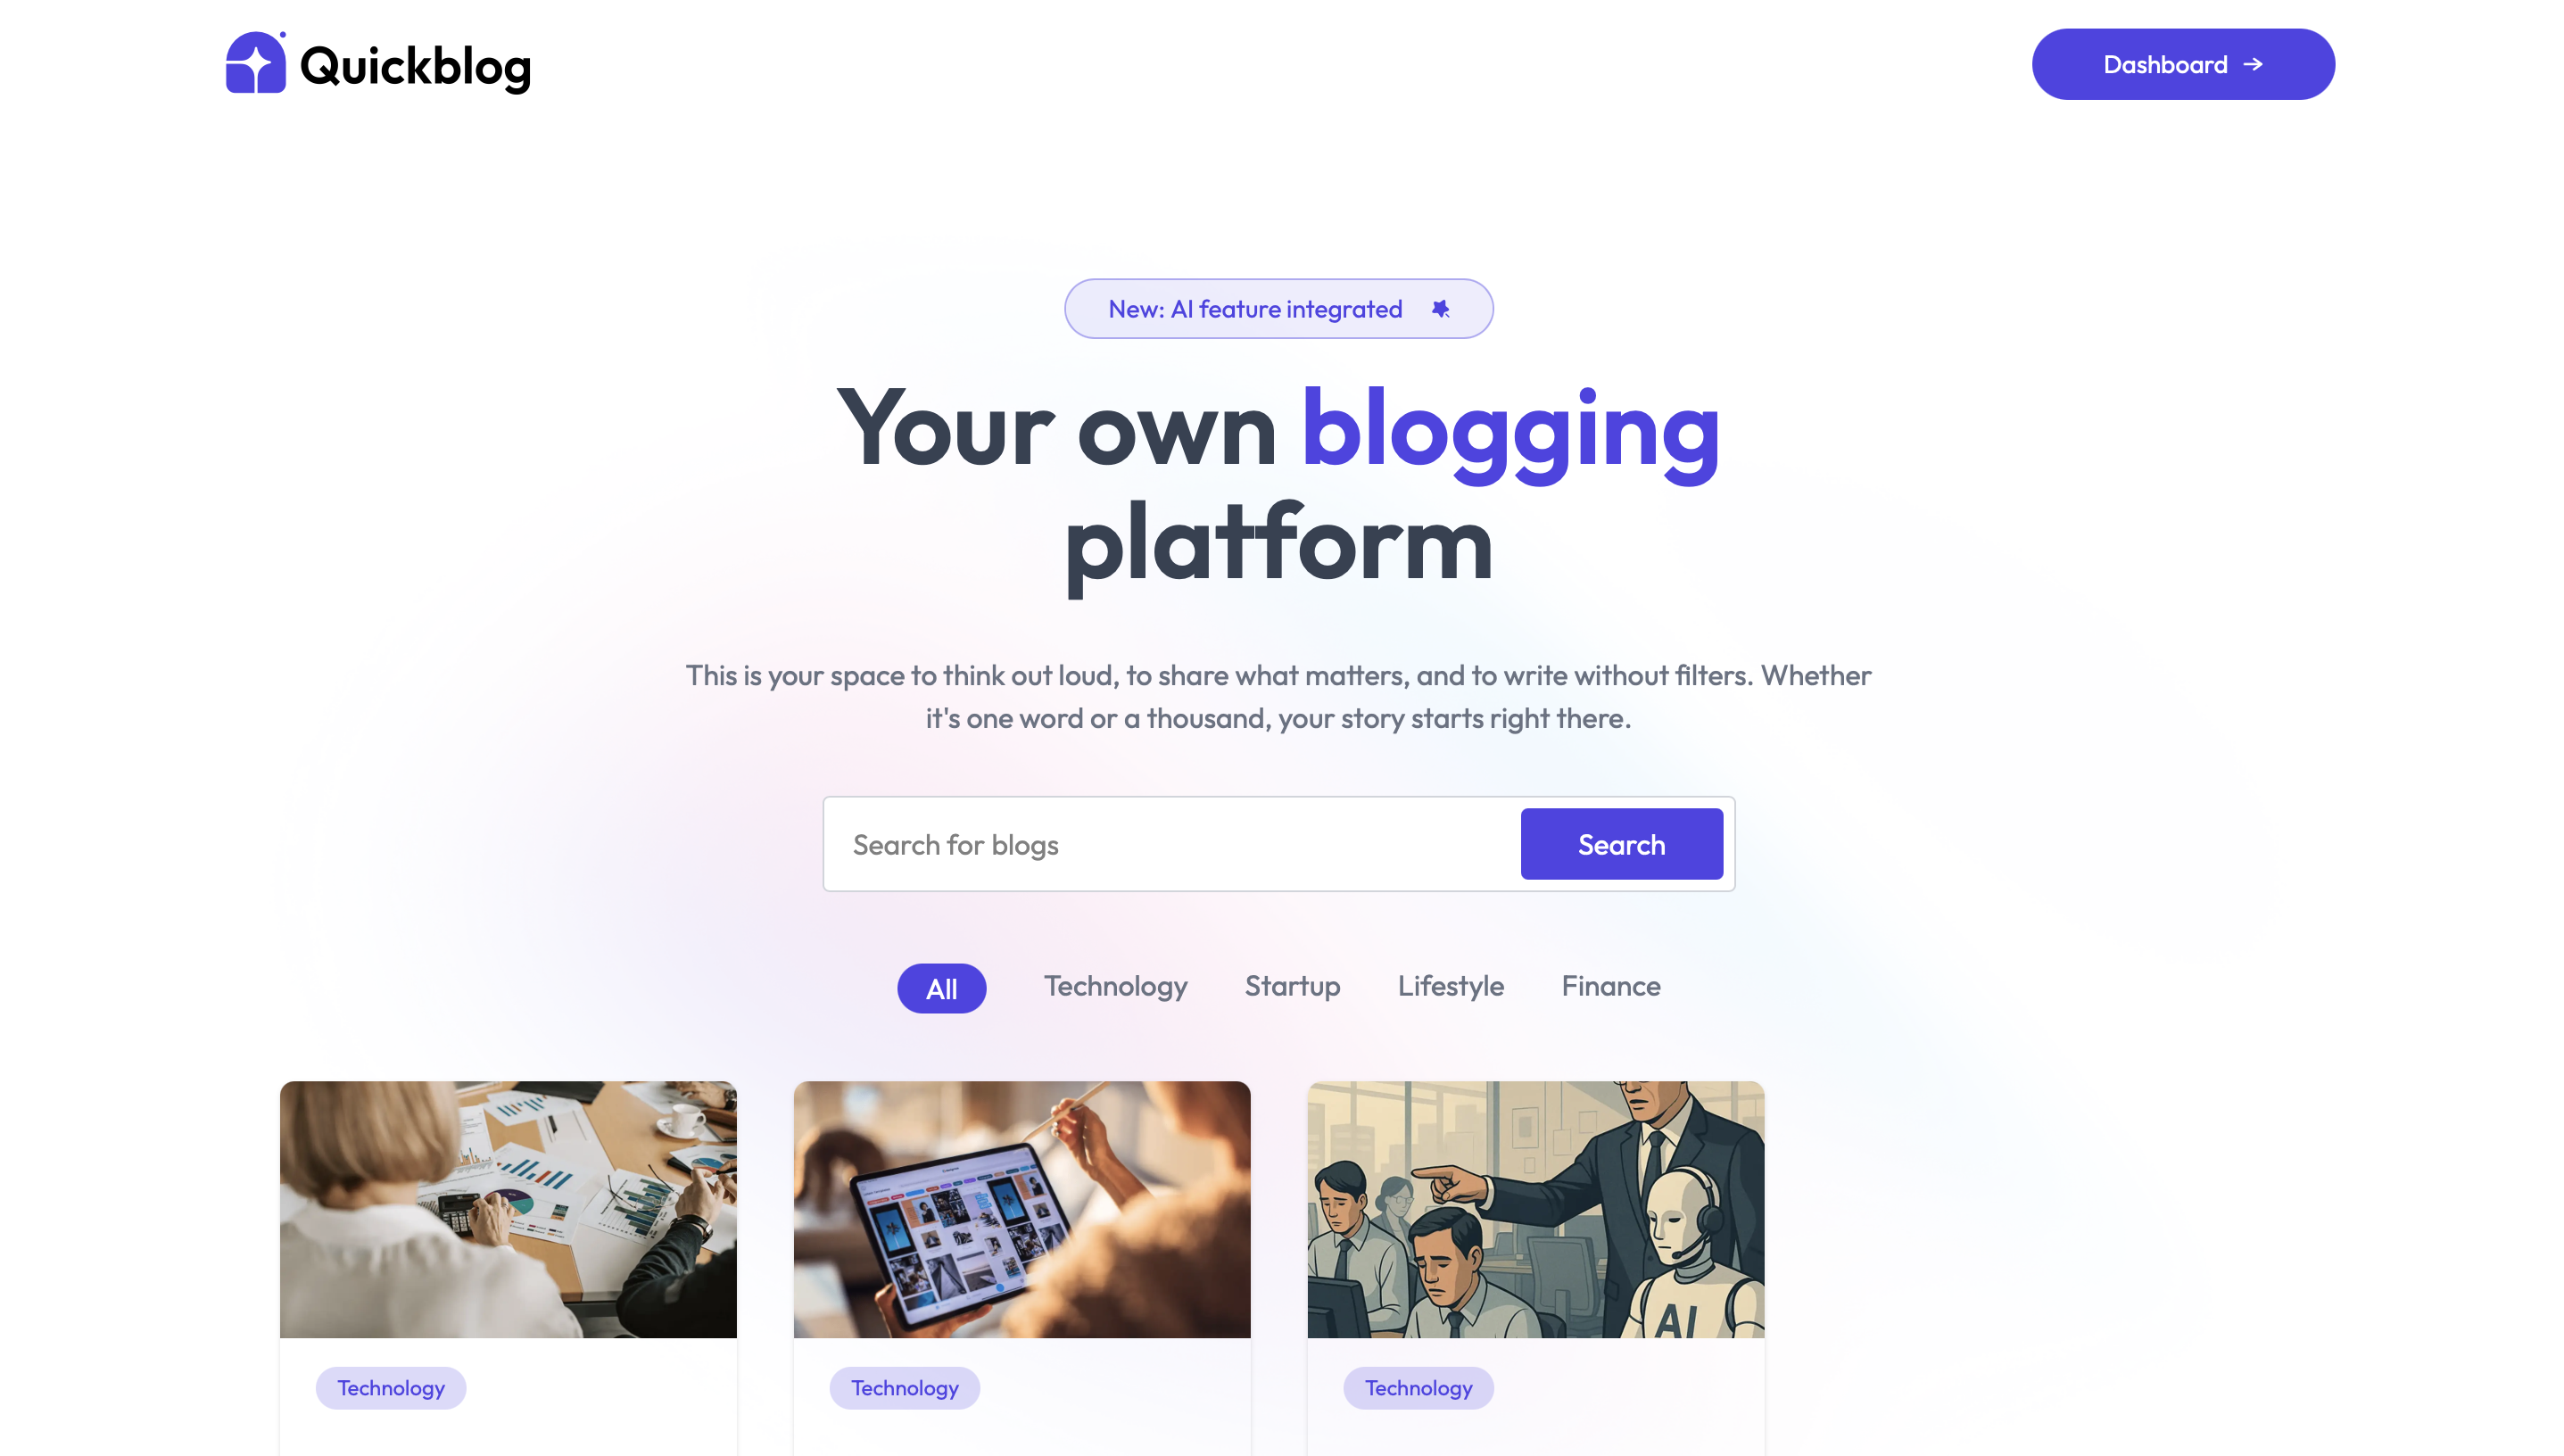 Quickblog
Dashboard →
New: AI feature integrated
Your own blogging
platform
This is your space to think out loud, to share what matters, and to write without filters. Whether
it's one word or a thousand, your story starts right there.
Search for blogs
Search
All
Technology
Startup
Lifestyle
Finance
AI
Technology
Technology
Technology